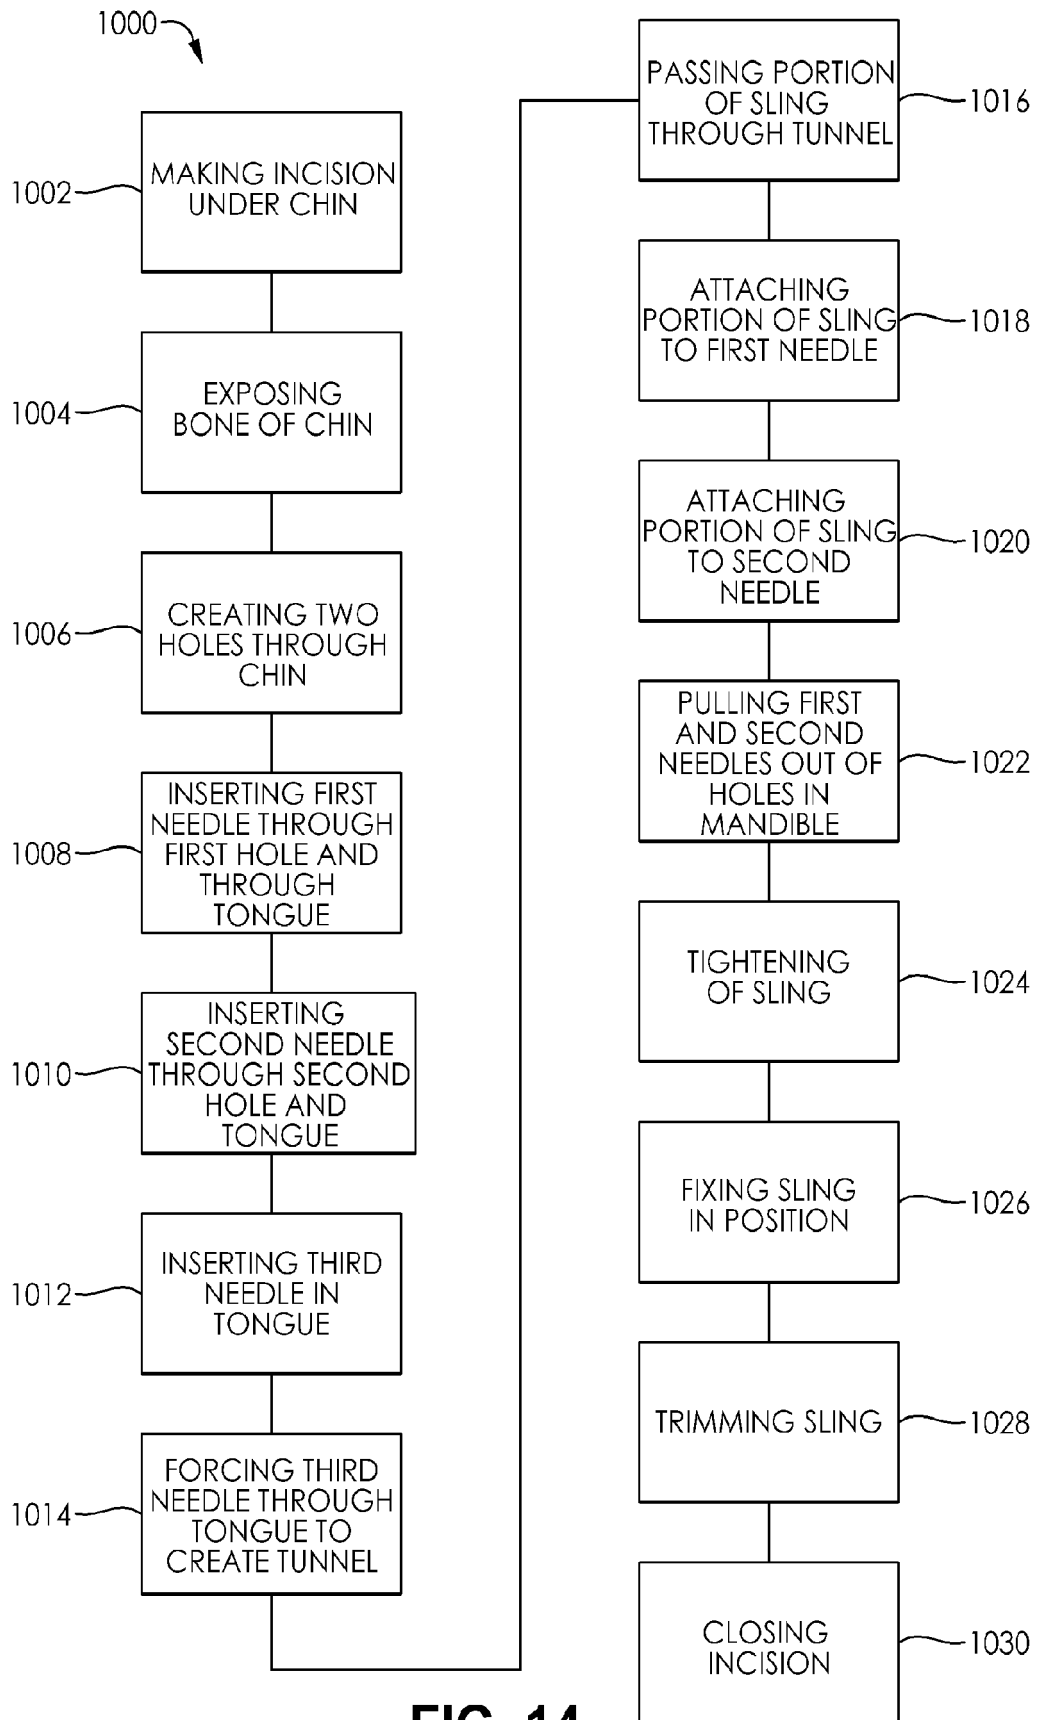 1000
1002
MAKING INCISION
UNDER CHIN
1004
EXPOSING
BONE OF CHIN
1006
CREATING TWO
HOLES THROUGH
CHIN
1008
INSERTING FIRST
NEEDLE THROUGH
FIRST HOLE AND
THROUGH
TONGUE
1010
INSERTING
SECOND NEEDLE
THROUGH SECOND
HOLE AND
TONGUE
1012
INSERTING THIRD
NEEDLE IN
TONGUE
1014
FORCING THIRD
NEEDLE THROUGH
TONGUE TO
CREATE TUNNEL
PASSING PORTION
OF SLING
THROUGH TUNNEL
1016
ATTACHING
PORTION OF SLING
TO FIRST NEEDLE
1018
ATTACHING
PORTION OF SLING
TO SECOND
NEEDLE
1020
PULLING FIRST
AND SECOND
NEEDLES OUT OF
HOLES IN
MANDIBLE
1022
TIGHTENING
OF SLING
1024
FIXING SLING
IN POSITION
1026
TRIMMING SLING
1028
CLOSING
INCISION
1030
FIG. 14